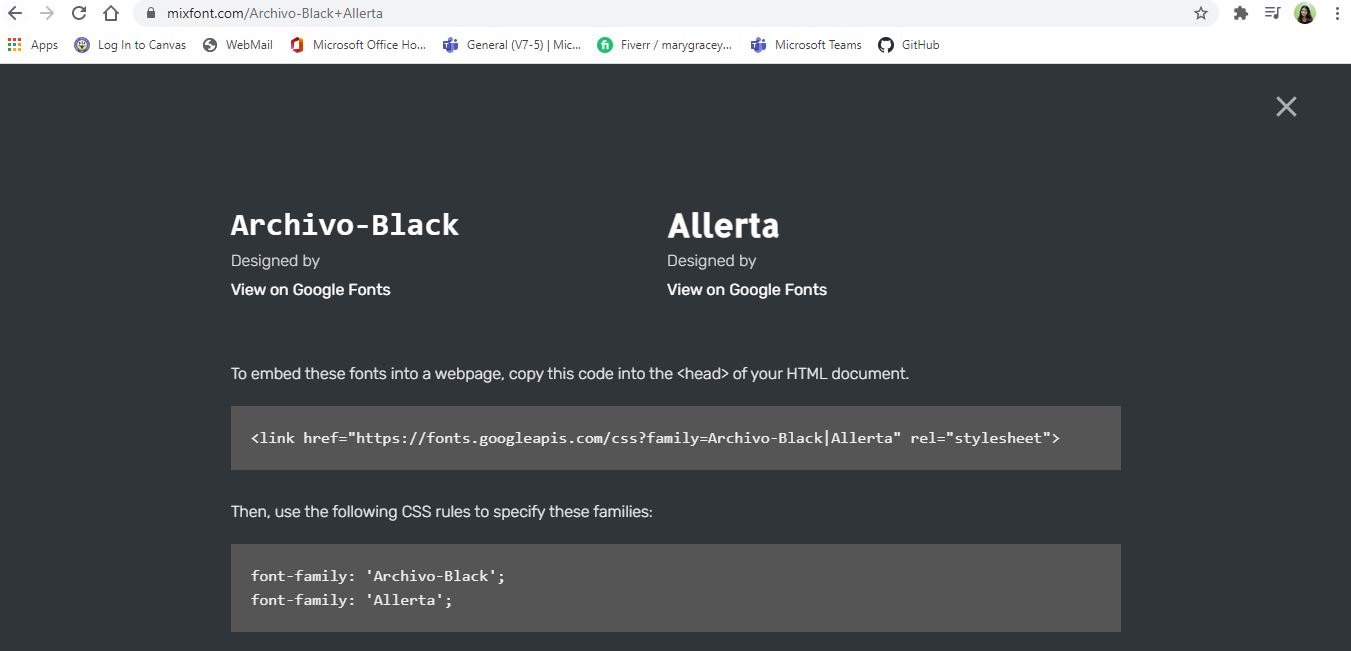 mixfont.com/Archivo-Black+Allerta
Apps Log In to Canvas WebMail Microsoft Office Ho... General (V7-5) | Mic... Fiverr / marygracey... Microsoft Teams GitHub
Archivo-Black Allerta
Designed by Designed by
View on Google Fonts View on Google Fonts
To embed these fonts into a webpage, copy this code into the <head> of your HTML document.
<link href="https://fonts.googleapis.com/css?family=Archivo-Black|Allerta" rel="stylesheet">
Then, use the following CSS rules to specify these families:
font-family: 'Archivo-Black';
font-family: 'Allerta';